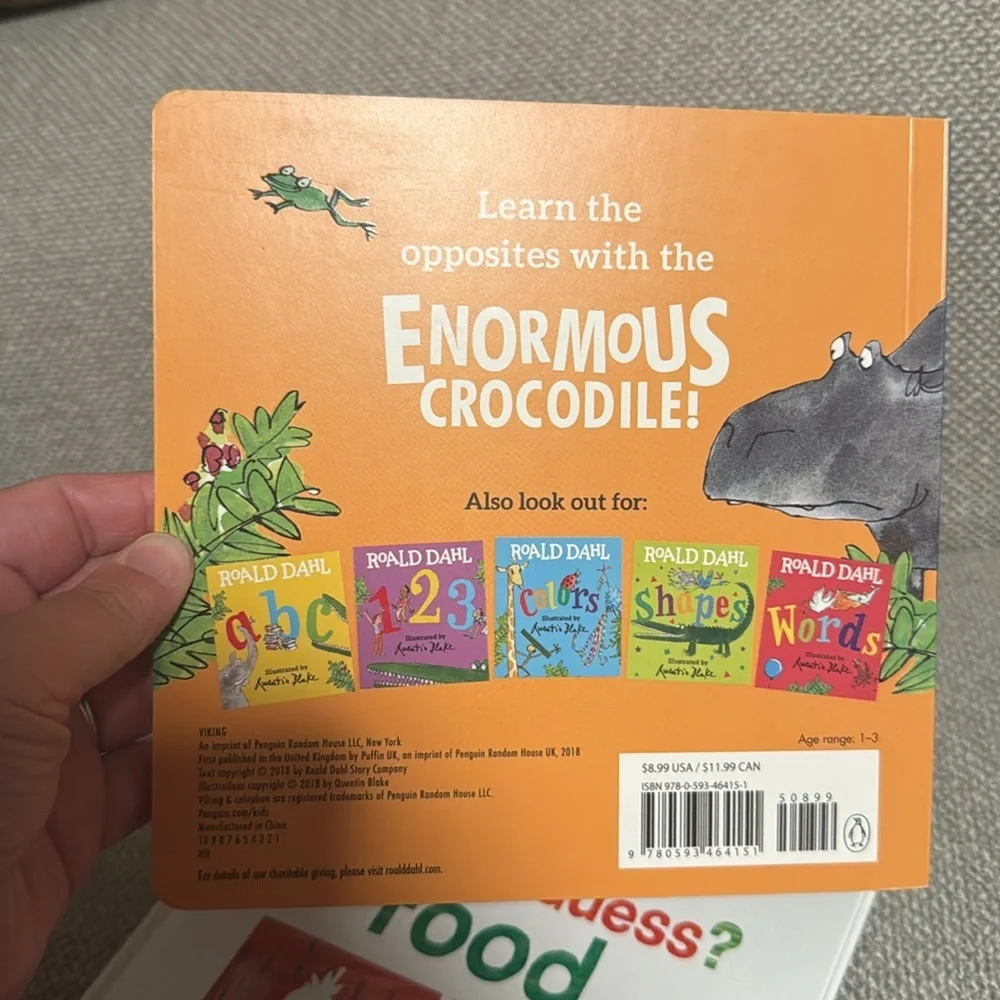 Learn the
opposites with the
ENORMOUS
CROCODILE!
Also look out for:
ROALD DAHL
abc
Illustrated by
Quentin Blake
ROALD DAHL
123
Illustrated by
Quentin Blake
ROALD DAHL
Colors
Illustrated by
Quentin Blake
ROALD DAHL
Shapes
Illustrated by
Quentin Blake
ROALD DAHL
Words
Illustrated by
Quentin Blake
VIKING
An imprint of Penguin Random House LLC, New York
First published in the United Kingdom by Puffin UK, an imprint of Penguin Random House UK, 2018
Text copyright © 2018 by Roald Dahl Story Company
Illustrations copyright © 2018 by Quentin Blake
Viking & colophon are registered trademarks of Penguin Random House LLC.
Penguin.com/kids
Manufactured in China
10 9 8 7 6 5 4 3 2 1
HH
For details of our charitable giving, please visit roalddahl.com.
Age range: 1–3
$8.99 USA / $11.99 CAN
ISBN 978-0-593-46415-1
50899
9 780593 464151
uess?
Food